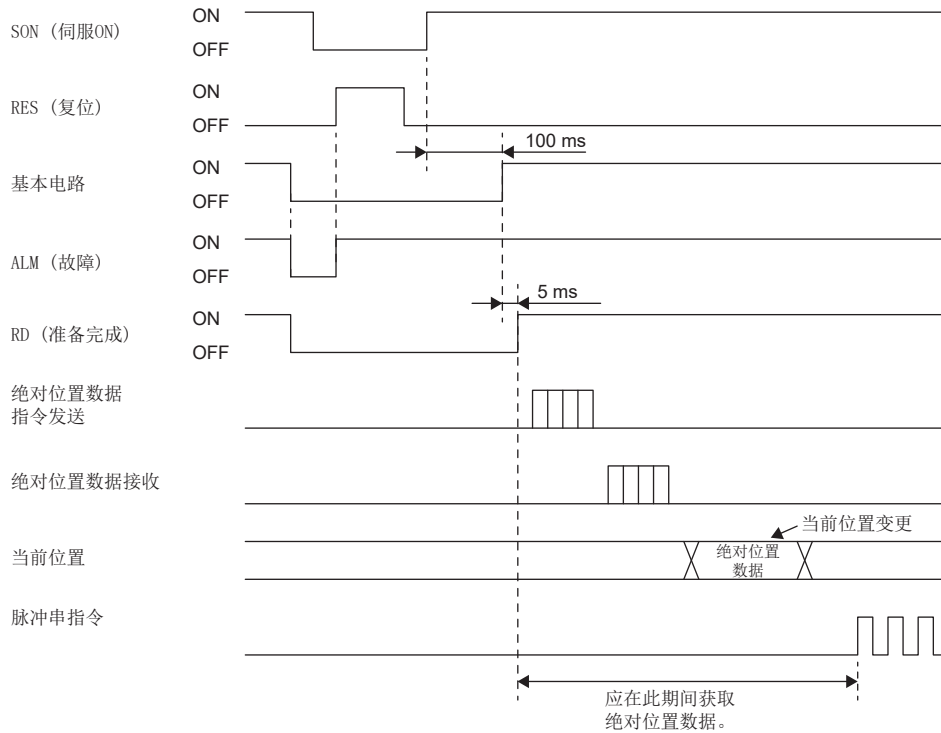 SON (伺服ON)
ON
OFF
RES (复位)
ON
OFF
100 ms
基本电路
ON
OFF
ALM (故障)
ON
OFF
5 ms
RD (准备完成)
ON
OFF
绝对位置数据
指令发送
绝对位置数据接收
当前位置变更
当前位置
绝对位置
数据
脉冲串指令
应在此期间获取
绝对位置数据。